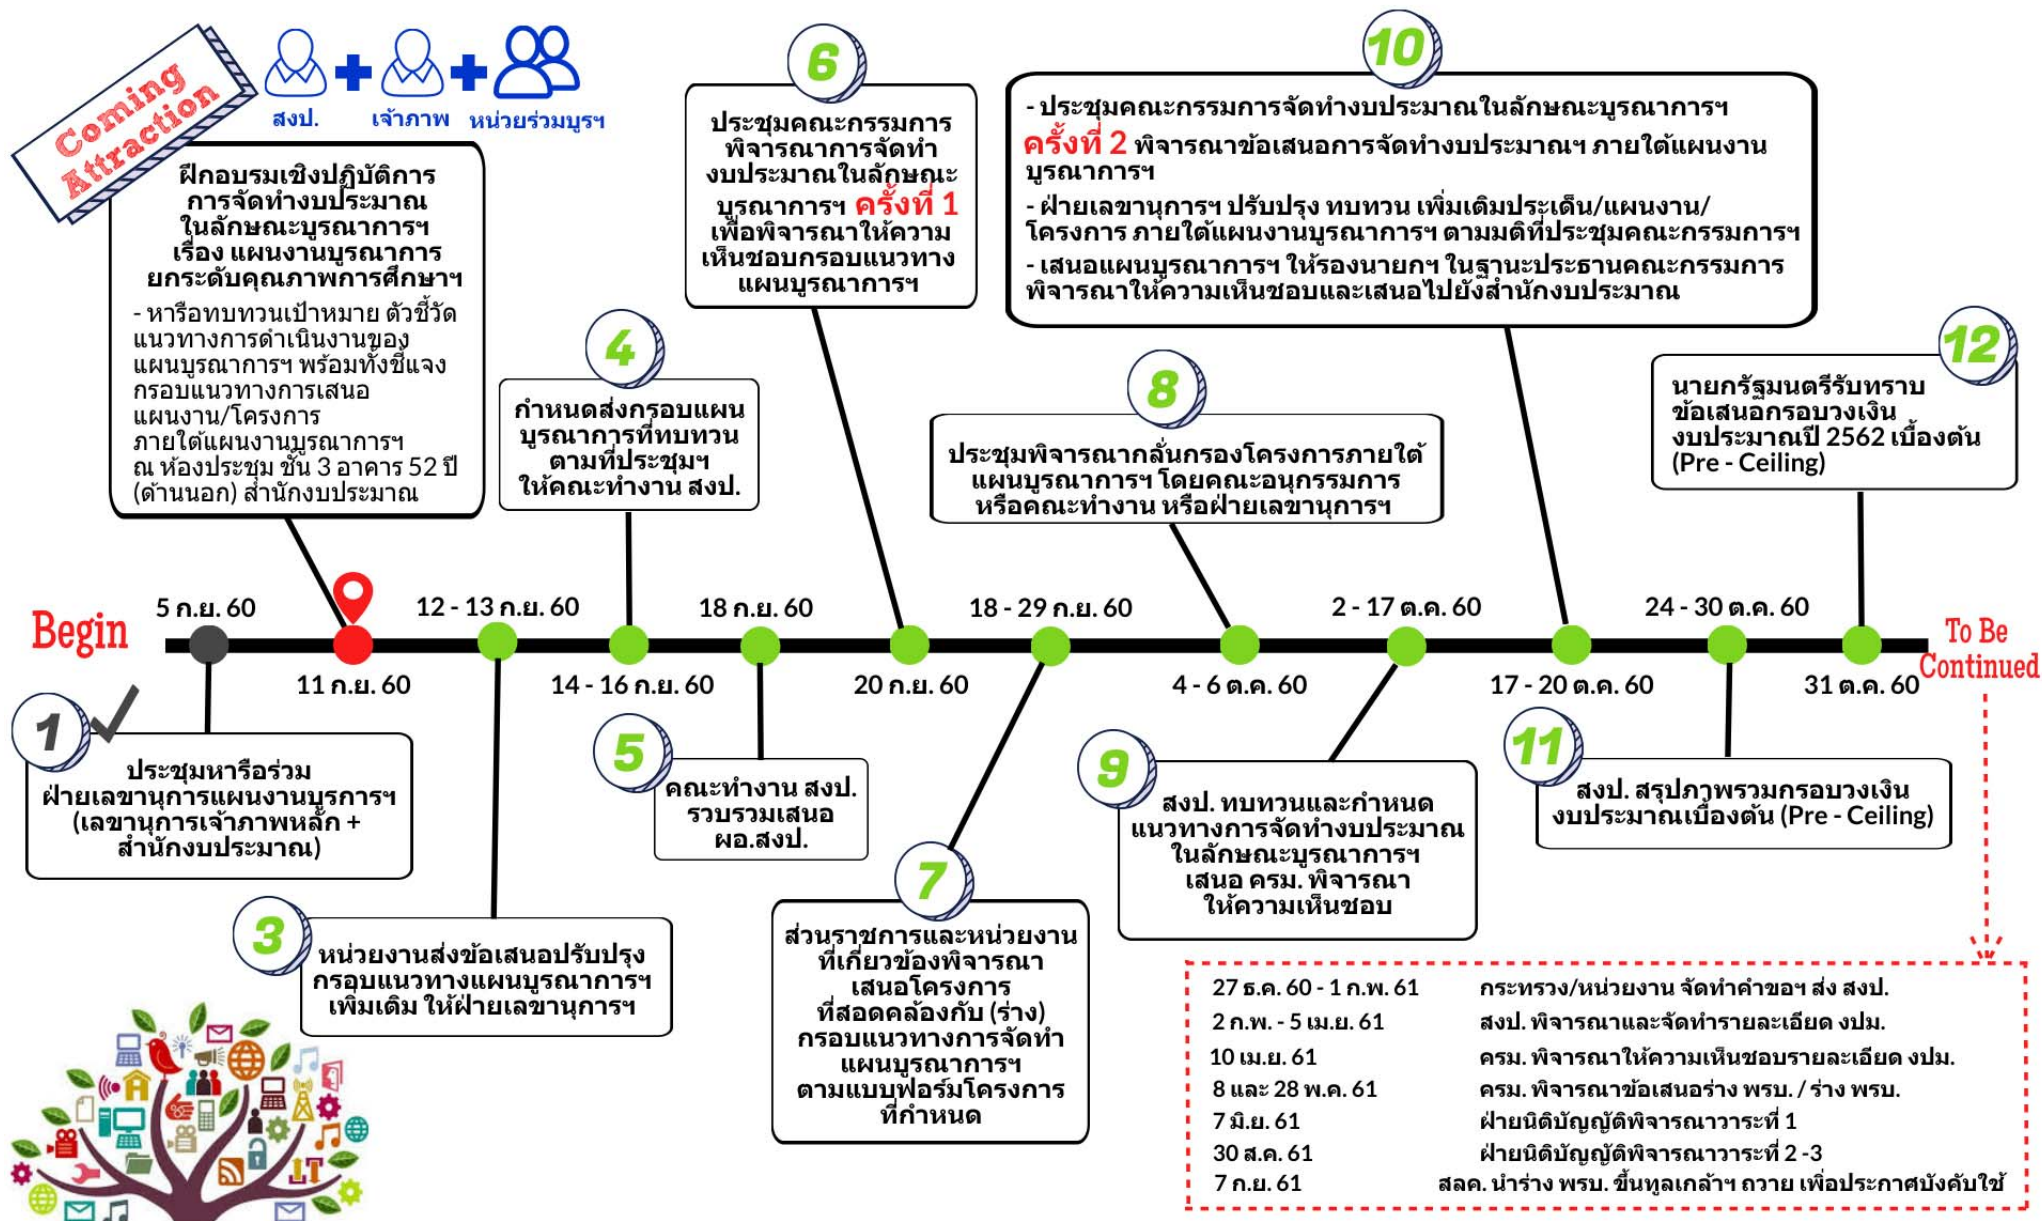 Coming
Attraction
สงป.
เจ้าภาพ
หน่วยร่วมบูรฯ
ฝึกอบรมเชิงปฏิบัติการ
การจัดทำงบประมาณ
ในลักษณะบูรณาการฯ
เรื่อง แผนงานบูรณาการ
ยกระดับคุณภาพการศึกษาฯ
- หารือทบทวนเป้าหมาย ตัวชี้วัด
แนวทางการดำเนินงานของ
แผนบูรณาการฯ พร้อมทั้งชี้แจง
กรอบแนวทางการเสนอ
แผนงาน/โครงการ
ภายใต้แผนงานบูรณาการฯ
ณ ห้องประชุม ชั้น 3 อาคาร 52 ปี
(ด้านนอก) สำนักงบประมาณ
4
กำหนดส่งกรอบแผน
บูรณาการที่ทบทวน
ตามที่ประชุมฯ
ให้คณะทำงาน สงป.
6
ประชุมคณะกรรมการ
พิจารณาการจัดทำ
งบประมาณในลักษณะ
บูรณาการฯ ครั้งที่ 1
เพื่อพิจารณาให้ความ
เห็นชอบกรอบแนวทาง
แผนบูรณาการฯ
8
ประชุมพิจารณากลั่นกรองโครงการภายใต้
แผนบูรณาการฯ โดยคณะอนุกรรมการ
หรือคณะทำงาน หรือฝ่ายเลขานุการฯ
10
- ประชุมคณะกรรมการจัดทำงบประมาณในลักษณะบูรณาการฯ
ครั้งที่ 2 พิจารณาข้อเสนอการจัดทำงบประมาณฯ ภายใต้แผนงาน
บูรณาการฯ
- ฝ่ายเลขานุการฯ ปรับปรุง ทบทวน เพิ่มเติมประเด็น/แผนงาน/
โครงการ ภายใต้แผนงานบูรณาการฯ ตามมติที่ประชุมคณะกรรมการฯ
- เสนอแผนบูรณาการฯ ให้รองนายกฯ ในฐานะประธานคณะกรรมการ
พิจารณาให้ความเห็นชอบและเสนอไปยังสำนักงบประมาณ
12
นายกรัฐมนตรีรับทราบ
ข้อเสนอกรอบวงเงิน
งบประมาณปี 2562 เบื้องต้น
(Pre - Ceiling)
Begin
5 ก.ย. 60
11 ก.ย. 60
12 - 13 ก.ย. 60
14 - 16 ก.ย. 60
18 ก.ย. 60
20 ก.ย. 60
18 - 29 ก.ย. 60
4 - 6 ต.ค. 60
2 - 17 ต.ค. 60
17 - 20 ต.ค. 60
24 - 30 ต.ค. 60
31 ต.ค. 60
To Be
Continued
1
ประชุมหารือร่วม
ฝ่ายเลขานุการแผนงานบูรการฯ
(เลขานุการเจ้าภาพหลัก +
สำนักงบประมาณ)
3
หน่วยงานส่งข้อเสนอปรับปรุง
กรอบแนวทางแผนบูรณาการฯ
เพิ่มเติม ให้ฝ่ายเลขานุการฯ
5
คณะทำงาน สงป.
รวบรวมเสนอ
ผอ.สงป.
7
ส่วนราชการและหน่วยงาน
ที่เกี่ยวข้องพิจารณา
เสนอโครงการ
ที่สอดคล้องกับ (ร่าง)
กรอบแนวทางการจัดทำ
แผนบูรณาการฯ
ตามแบบฟอร์มโครงการ
ที่กำหนด
9
สงป. ทบทวนและกำหนด
แนวทางการจัดทำงบประมาณ
ในลักษณะบูรณาการฯ
เสนอ ครม. พิจารณา
ให้ความเห็นชอบ
11
สงป. สรุปภาพรวมกรอบวงเงิน
งบประมาณเบื้องต้น (Pre - Ceiling)
27 ธ.ค. 60 - 1 ก.พ. 61 กระทรวง/หน่วยงาน จัดทำคำขอฯ ส่ง สงป.
2 ก.พ. - 5 เม.ย. 61 สงป. พิจารณาและจัดทำรายละเอียด งปม.
10 เม.ย. 61 ครม. พิจารณาให้ความเห็นชอบรายละเอียด งปม.
8 และ 28 พ.ค. 61 ครม. พิจารณาข้อเสนอร่าง พรบ. / ร่าง พรบ.
7 มิ.ย. 61 ฝ่ายนิติบัญญัติพิจารณาวาระที่ 1
30 ส.ค. 61 ฝ่ายนิติบัญญัติพิจารณาวาระที่ 2 -3
7 ก.ย. 61 สลค. นำร่าง พรบ. ขึ้นทูลเกล้าฯ ถวาย เพื่อประกาศบังคับใช้